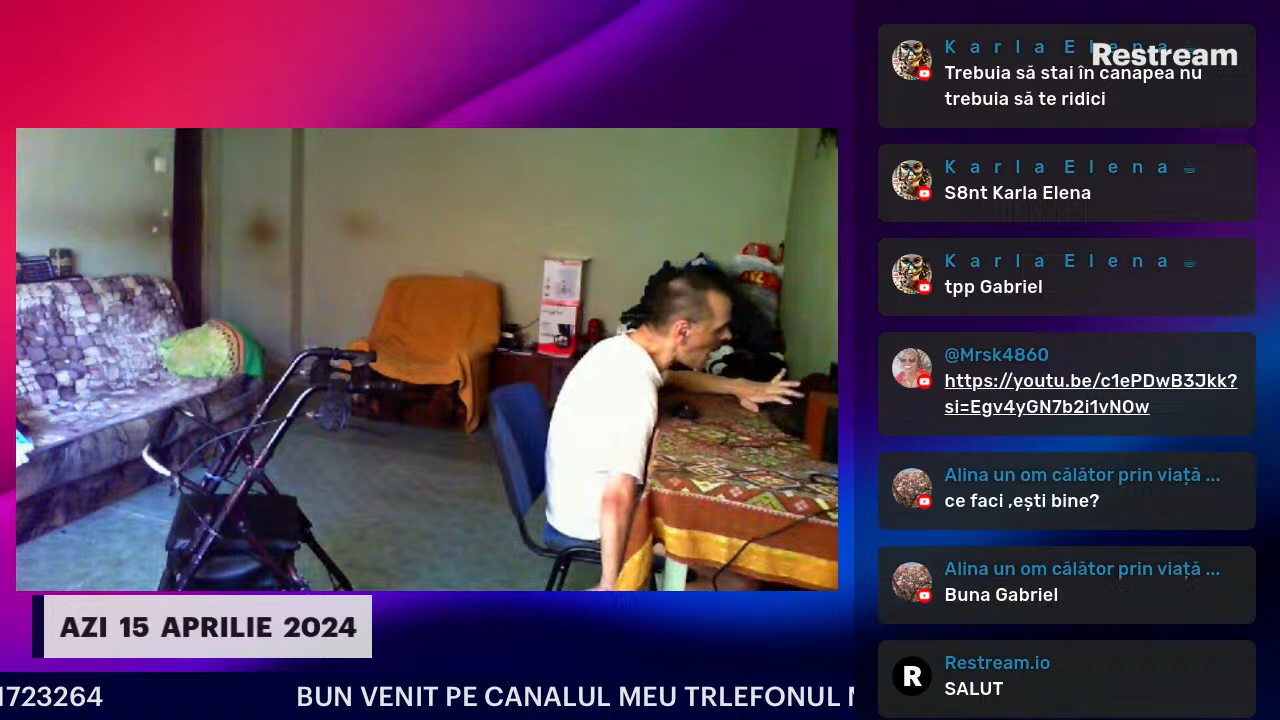 K a r l a E l e n a ☕
Restream
Trebuia să stai în canapea nu
trebuia să te ridici
K a r l a E l e n a ☕
S8nt Karla Elena
K a r l a E l e n a ☕
tpp Gabriel
@Mrsk4860
https://youtu.be/c1ePDwB3Jkk?
si=Egv4yGN7b2i1vNOw
Alina un om călător prin viață ...
ce faci ,ești bine?
Alina un om călător prin viață ...
Buna Gabriel
R
Restream.io
SALUT
AZI 15 APRILIE 2024
1723264 BUN VENIT PE CANALUL MEU TRLEFONUL